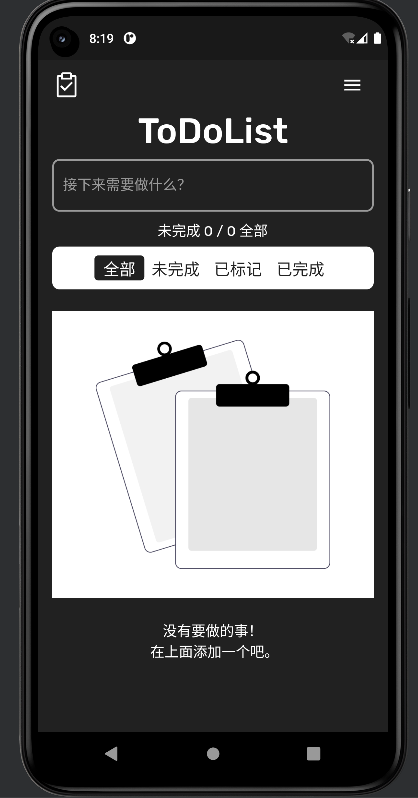 8:19
ToDoList
接下来需要做什么?
未完成 0 / 0 全部
全部 未完成 已标记 已完成
没有要做的事!
在上面添加一个吧。